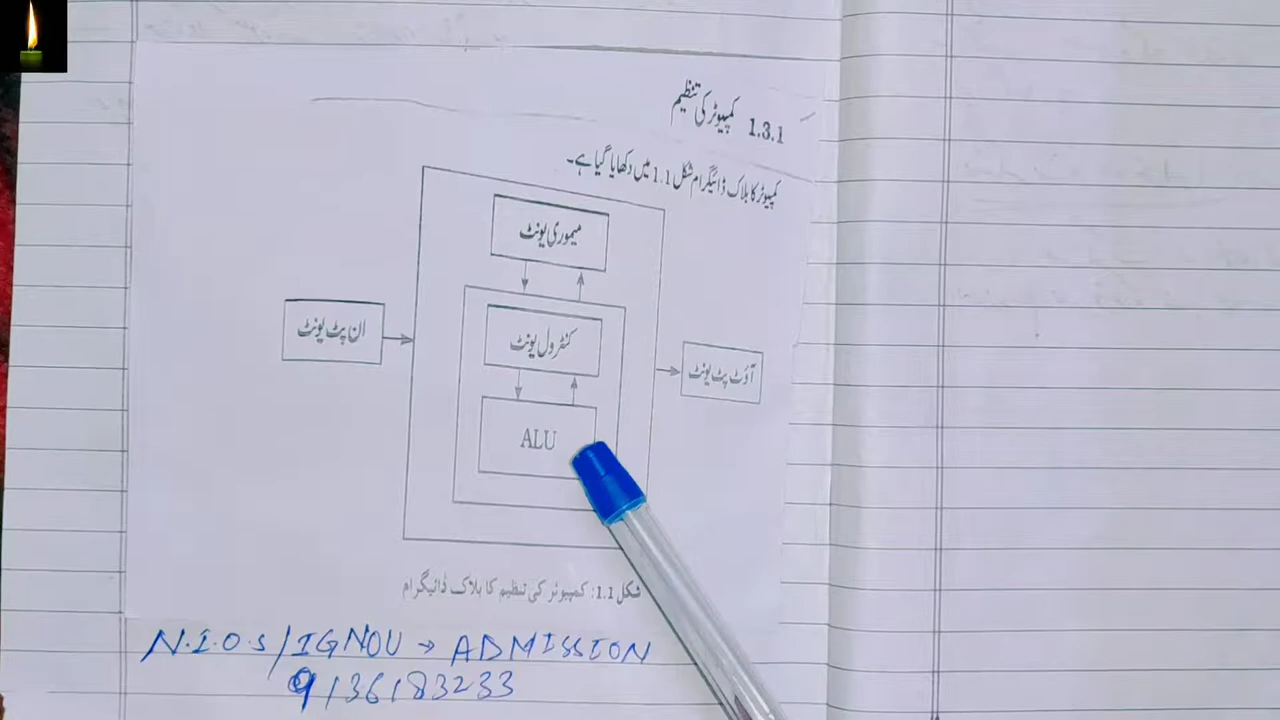 1.3.1 کمپیوٹر کی تنظیم
کمپیوٹر کا بلاک ڈائیگرام شکل 1.1 میں دکھایا گیا ہے۔
میموری یونٹ
ان پٹ یونٹ
کنٹرول یونٹ
آؤٹ پٹ یونٹ
ALU
شکل 1.1: کمپیوٹر کی تنظیم کا بلاک ڈائیگرام
N.I.O.S/IGNOU → ADMISSION
9136183233